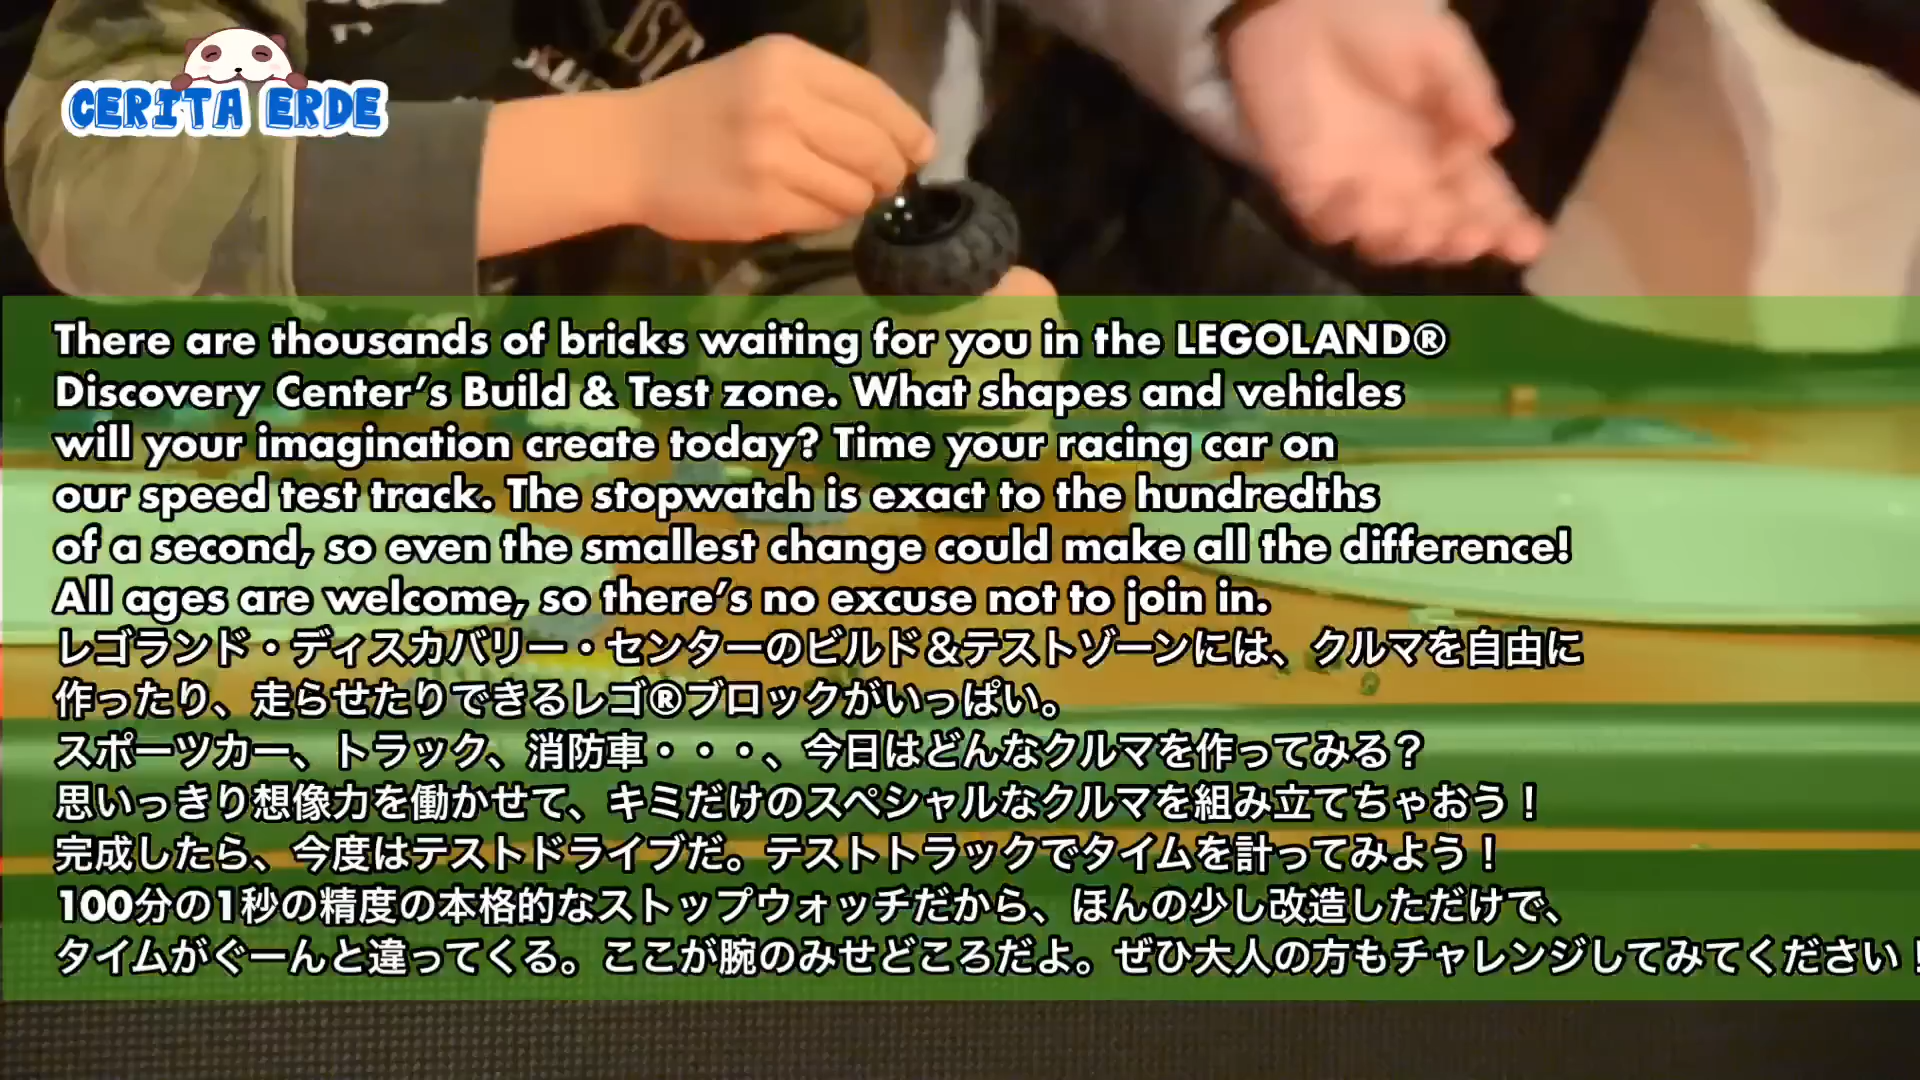 CERITA ERDE
There are thousands of bricks waiting for you in the LEGOLAND®
Discovery Center's Build & Test zone. What shapes and vehicles
will your imagination create today? Time your racing car on
our speed test track. The stopwatch is exact to the hundredths
of a second, so even the smallest change could make all the difference!
All ages are welcome, so there's no excuse not to join in.
レゴランド・ディスカバリー・センターのビルド&テストゾーンには、クルマを自由に
作ったり、走らせたりできるレゴ®ブロックがいっぱい。
スポーツカー、トラック、消防車・・・、今日はどんなクルマを作ってみる?
思いっきり想像力を働かせて、キミだけのスペシャルなクルマを組み立てちゃおう!
完成したら、今度はテストドライブだ。テストトラックでタイムを計ってみよう!
100分の1秒の精度の本格的なストップウォッチだから、ほんの少し改造しただけで、
タイムがぐーんと違ってくる。ここが腕のみせどころだよ。ぜひ大人の方もチャレンジしてみてください!